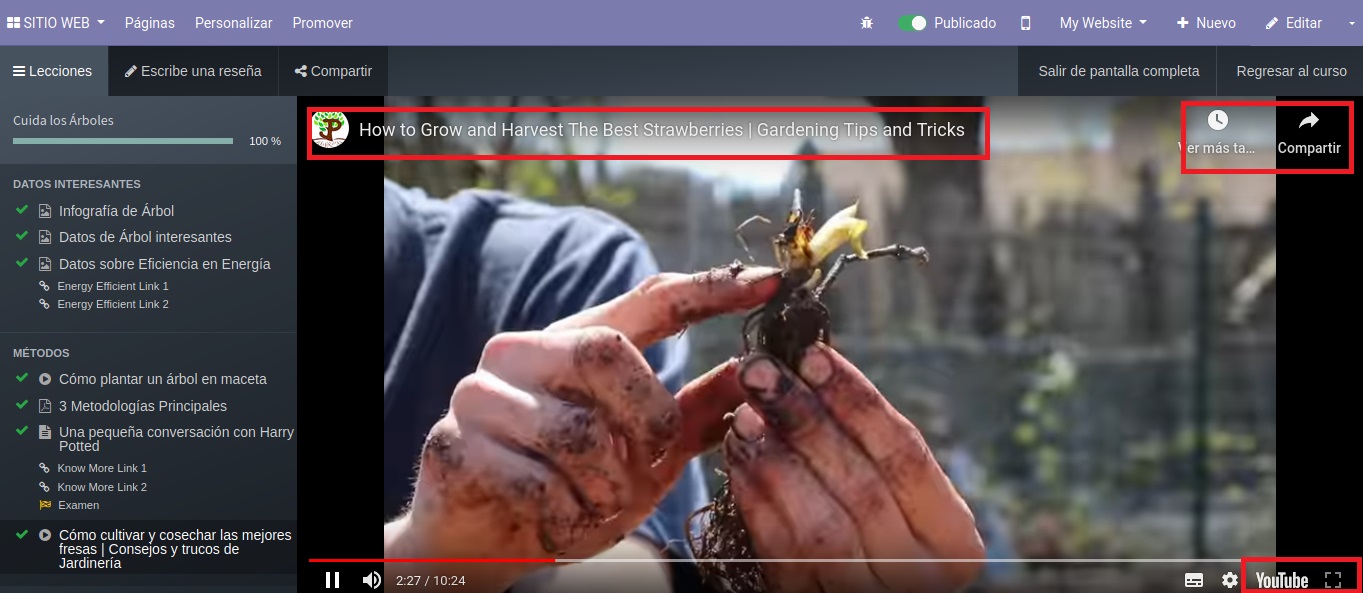 SITIO WEB Páginas Personalizar Promover Publicado My Website Nuevo Editar
Lecciones Escribe una reseña Compartir Salir de pantalla completa Regresar al curso
Cuida los Árboles
100 %
DATOS INTERESANTES
Infografía de Árbol
Datos de Árbol interesantes
Datos sobre Eficiencia en Energía
Energy Efficient Link 1
Energy Efficient Link 2
MÉTODOS
Cómo plantar un árbol en maceta
3 Metodologías Principales
Una pequeña conversación con Harry
Potted
Know More Link 1
Know More Link 2
Examen
Cómo cultivar y cosechar las mejores
fresas | Consejos y trucos de
Jardinería
How to Grow and Harvest The Best Strawberries | Gardening Tips and Tricks
Ver más ta... Compartir
2:27 / 10:24 YouTube